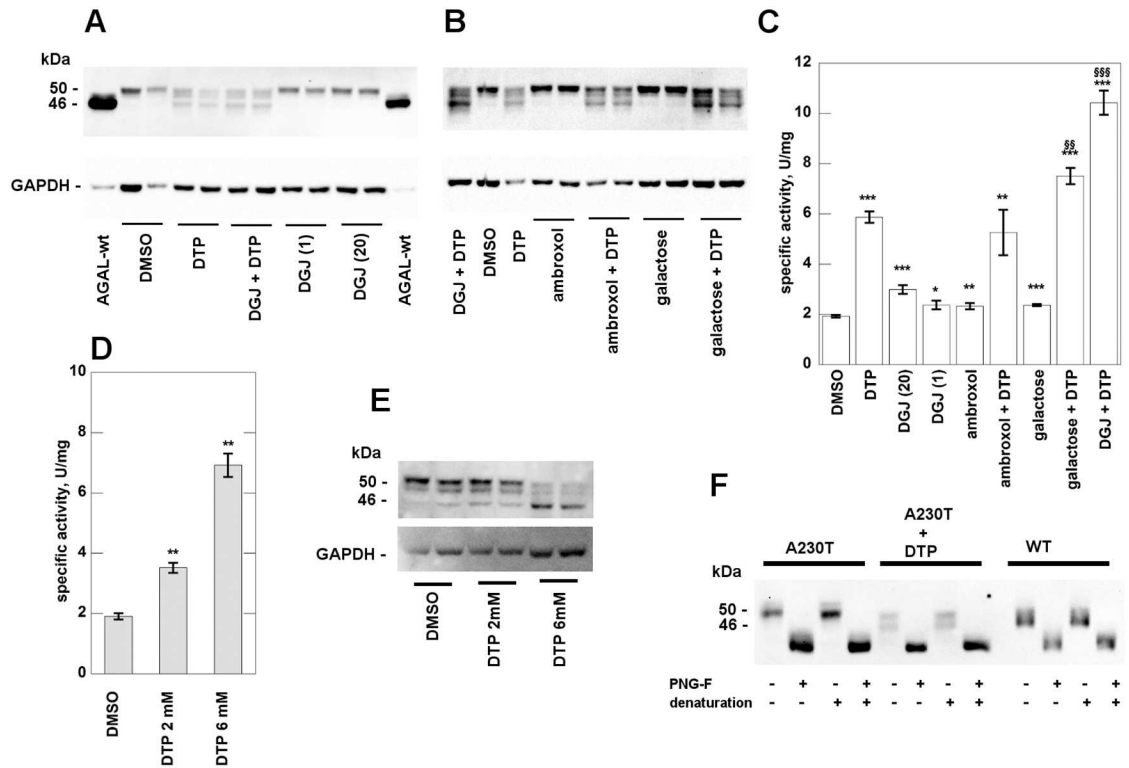 A
kDa
50 -
46 -
GAPDH -
AGAL-wt
DMSO
DTP
DGJ + DTP
DGJ (1)
DGJ (20)
AGAL-wt
B
DGJ + DTP
DMSO
DTP
ambroxol
ambroxol + DTP
galactose
galactose + DTP
C
specific activity, U/mg
12
10
8
6
4
2
0
***
***
*
**
**
***
§§
***
§§§
***
DMSO
DTP
DGJ (20)
DGJ (1)
ambroxol
ambroxol + DTP
galactose
galactose + DTP
DGJ + DTP
D
specific activity, U/mg
10
8
6
4
2
0
**
**
DMSO
DTP 2 mM
DTP 6 mM
E
kDa
50 -
46 -
GAPDH -
DMSO
DTP 2mM
DTP 6mM
F
A230T
A230T
+
DTP
WT
kDa
50 -
46 -
PNG-F - + - + - + - + - + - +
denaturation - - + + - - + + - - + +